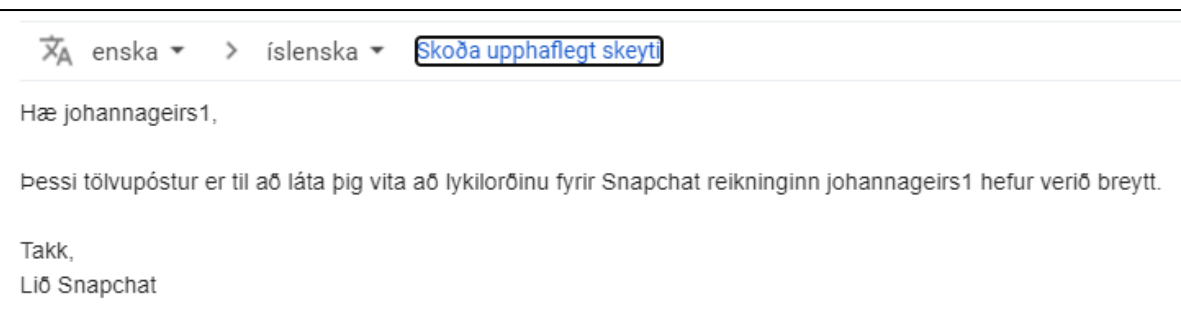 enska > íslenska Skoða upphaflegt skeyti
Hæ johannageirs1,
Þessi tölvupóstur er til að láta þig vita að lykilorðinu fyrir Snapchat reikninginn johannageirs1 hefur verið breytt.
Takk,
Lið Snapchat